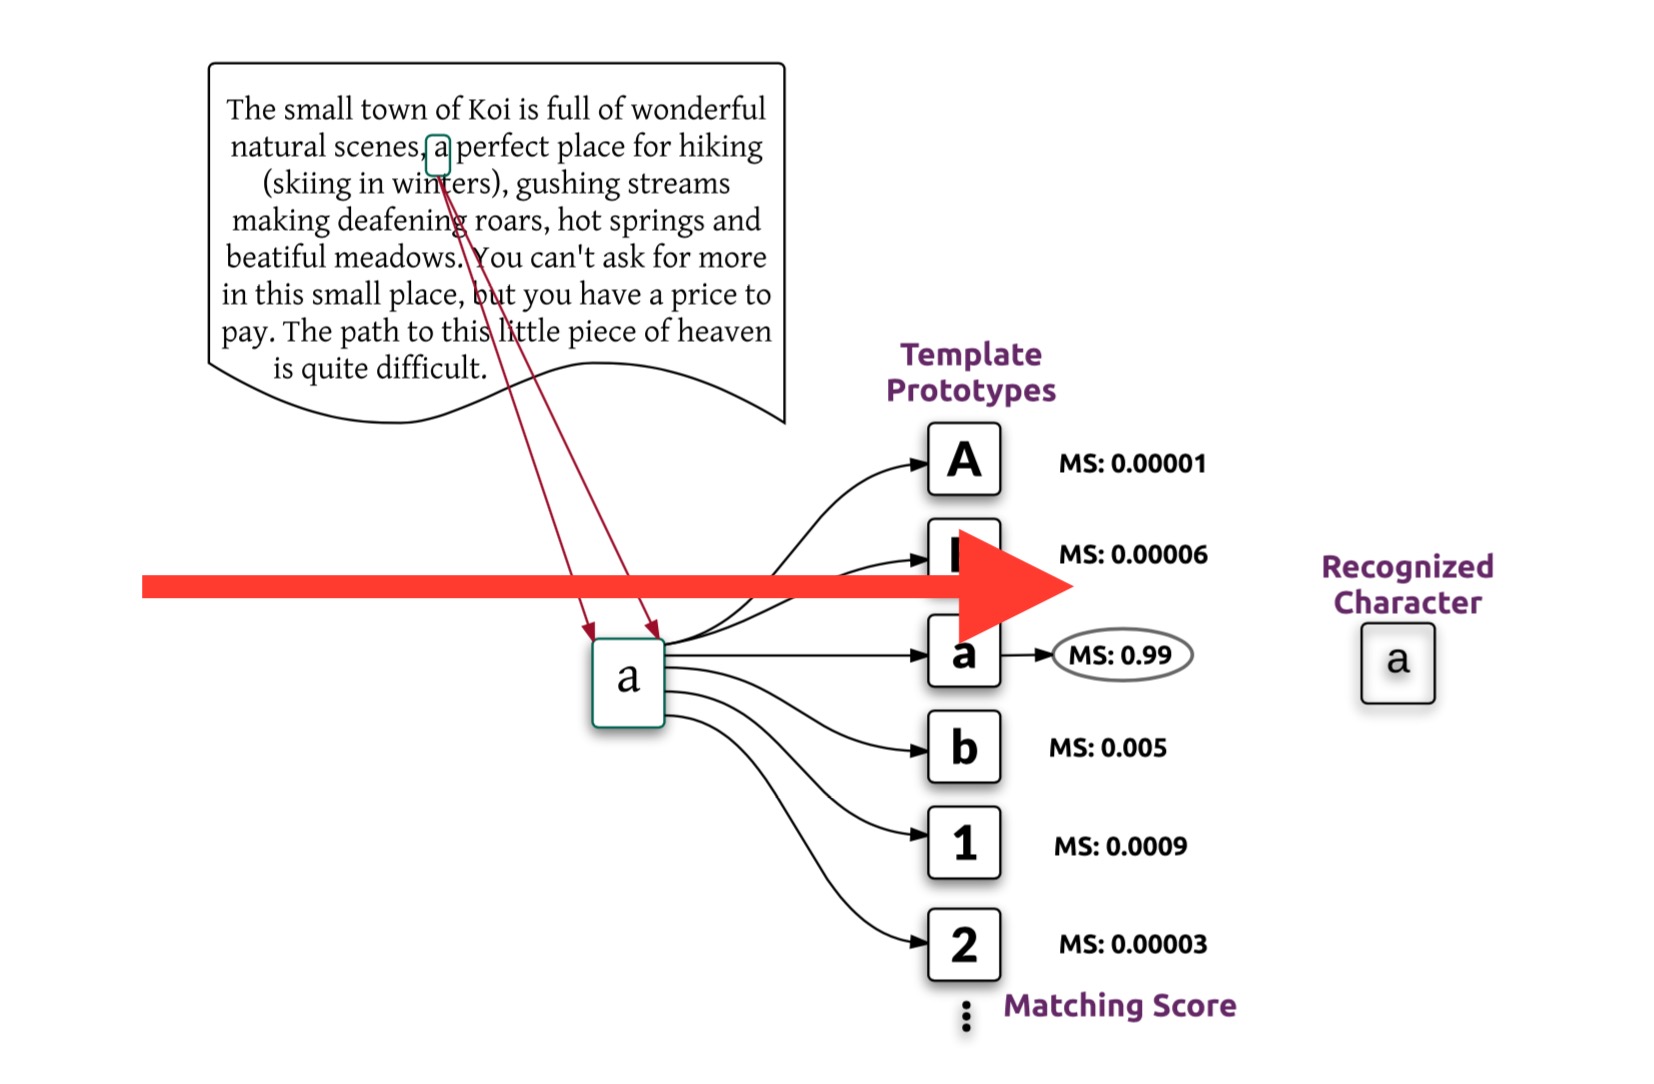 The small town of Koi is full of wonderful
natural scenes, a perfect place for hiking
(skiing in winters), gushing streams
making deafening roars, hot springs and
beatiful meadows. You can't ask for more
in this small place, but you have a price to
pay. The path to this little piece of heaven
is quite difficult.
Template
Prototypes
A
MS: 0.00001
MS: 0.00006
Recognized
Character
a
a
MS: 0.99
a
b
MS: 0.005
1
MS: 0.0009
2
MS: 0.00003
Matching Score